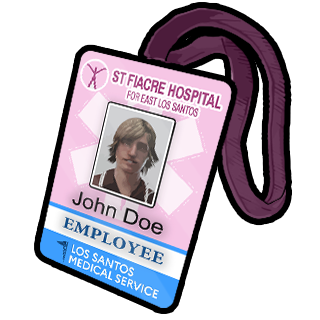 ST FIACRE HOSPITAL
FOR EAST LOS SANTOS
John Doe
EMPLOYEE
LOS SANTOS
MEDICAL SERVICE